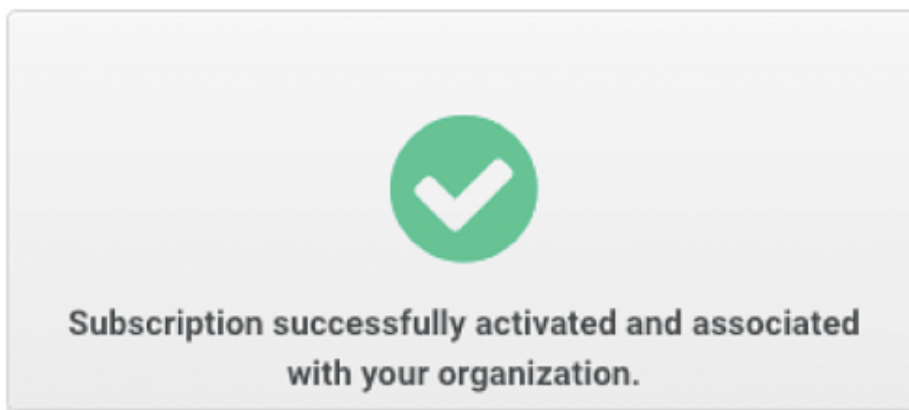 Subscription successfully activated and associated
with your organization.